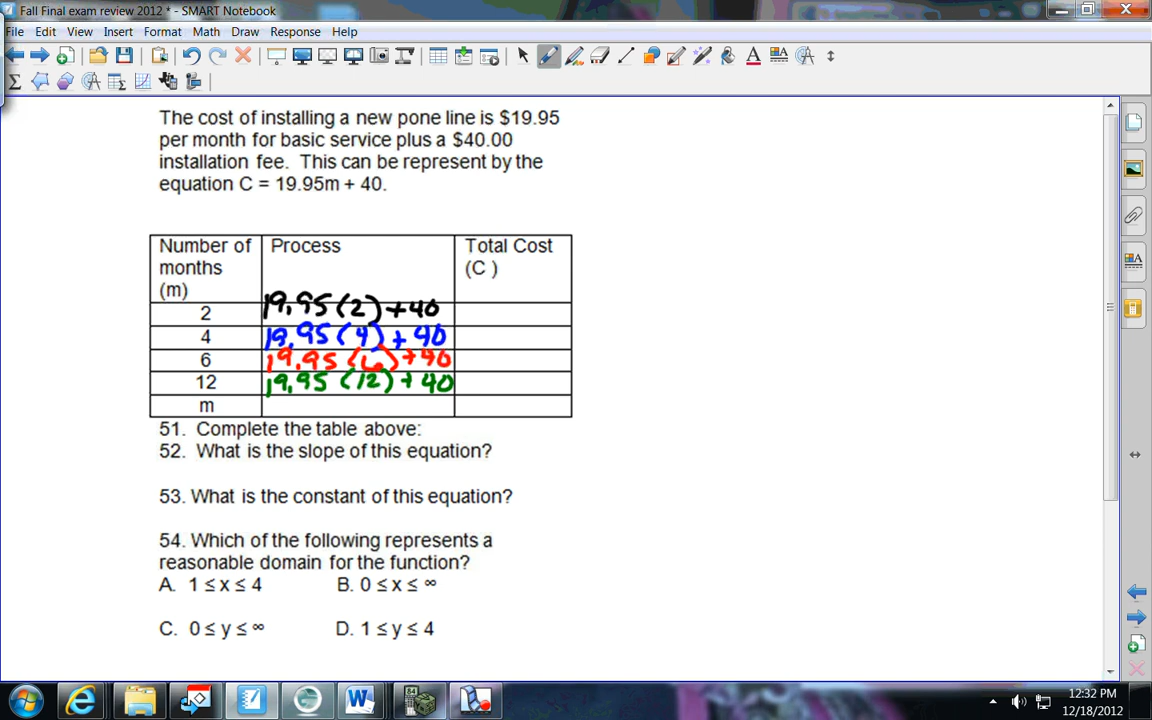 Fall Final exam review 2012 * - SMART Notebook
File Edit View Insert Format Math Draw Response Help
The cost of installing a new pone line is $19.95
per month for basic service plus a $40.00
installation fee. This can be represent by the
equation C = 19.95m + 40.
Number of months (m) Process Total Cost (C )
2 19.95(2)+40
4 19.95(4)+40
6 19.95(6)+40
12 19.95(12)+40
m
51. Complete the table above:
52. What is the slope of this equation?
53. What is the constant of this equation?
54. Which of the following represents a
reasonable domain for the function?
A. 1 ≤ x ≤ 4 B. 0 ≤ x ≤ ∞
C. 0 ≤ y ≤ ∞ D. 1 ≤ y ≤ 4
12:32 PM
12/18/2012